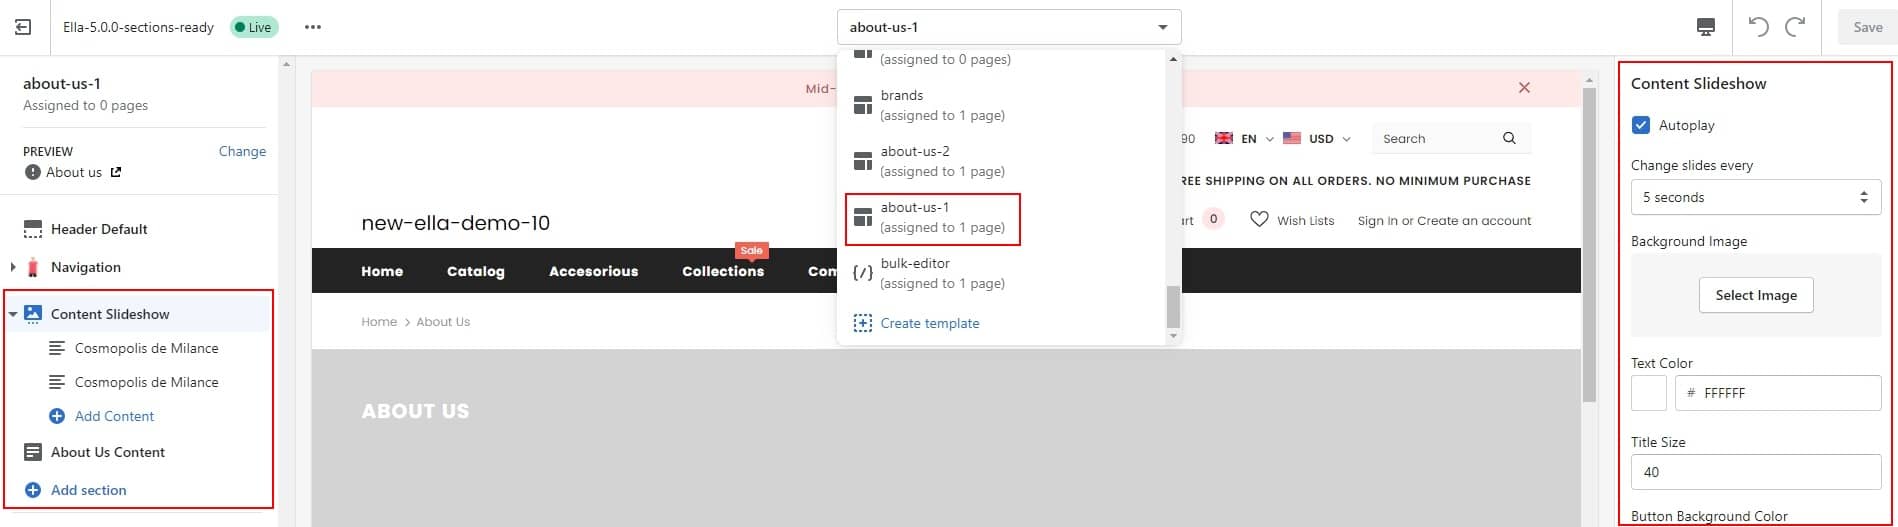 Ella-5.0.0-sections-ready
Live
about-us-1
Save
about-us-1
Assigned to 0 pages
PREVIEW
Change
About us
Header Default
Navigation
Content Slideshow
Cosmopolis de Milance
Cosmopolis de Milance
Add Content
About Us Content
Add section
(assigned to 0 pages)
brands
(assigned to 1 page)
about-us-2
(assigned to 1 page)
about-us-1
(assigned to 1 page)
bulk-editor
(assigned to 1 page)
Create template
Mid-
90
EN
USD
Search
REE SHIPPING ON ALL ORDERS. NO MINIMUM PURCHASE
new-ella-demo-10
rt
0
Wish Lists
Sign In or Create an account
Sale
Home
Catalog
Accesorious
Collections
Com
Home > About Us
ABOUT US
Content Slideshow
Autoplay
Change slides every
5 seconds
Background Image
Select Image
Text Color
# FFFFFF
Title Size
40
Button Background Color